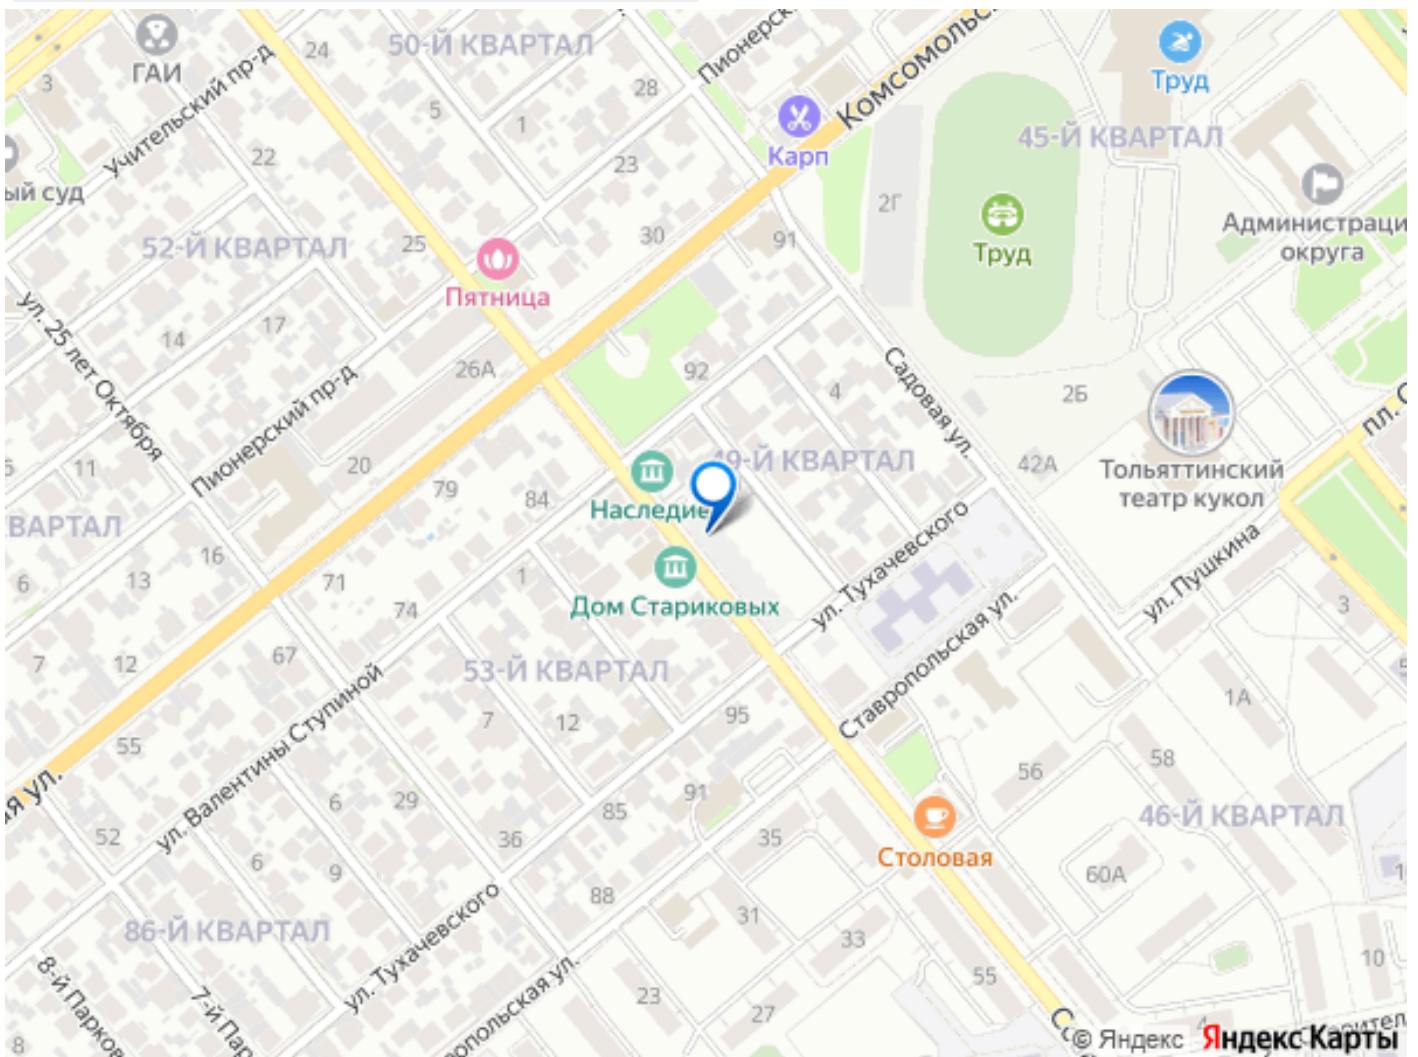 ГАИ
24
50-Й КВАРТАЛ
Пионерск
Комсомольс
Труд
3
Учительский пр-д
5
28
1
Карп
45-Й КВАРТАЛ
ый суд
22
23
2Г
Администраци
округа
52-Й КВАРТАЛ
25
30
91
Труд
Пятница
ул. 25 лет Октября
14
17
26А
92
4
Садовая ул.
2Б
пл. С
Пионерский пр-д
5
11
20
79
84
49-Й КВАРТАЛ
42А
Тольяттинский
театр кукол
Наследие
КВАРТАЛ
16
6
13
71
74
1
Дом Стариковых
ул. Тухачевского
ул. Пушкина
3
Ставропольская ул.
7
12
67
53-Й КВАРТАЛ
7
12
95
1А
55
ул. Валентины Ступиной
58
56
ая ул.
52
6
29
36
85
91
35
Столовая
46-Й КВАРТАЛ
6
9
88
60А
1
86-Й КВАРТАЛ
ул. Тухачевского
31
33
8-й Парков
7-й Пар
ропольская ул.
23
27
55
10
8
С
4
ител
© Яндекс Яндекс Карты